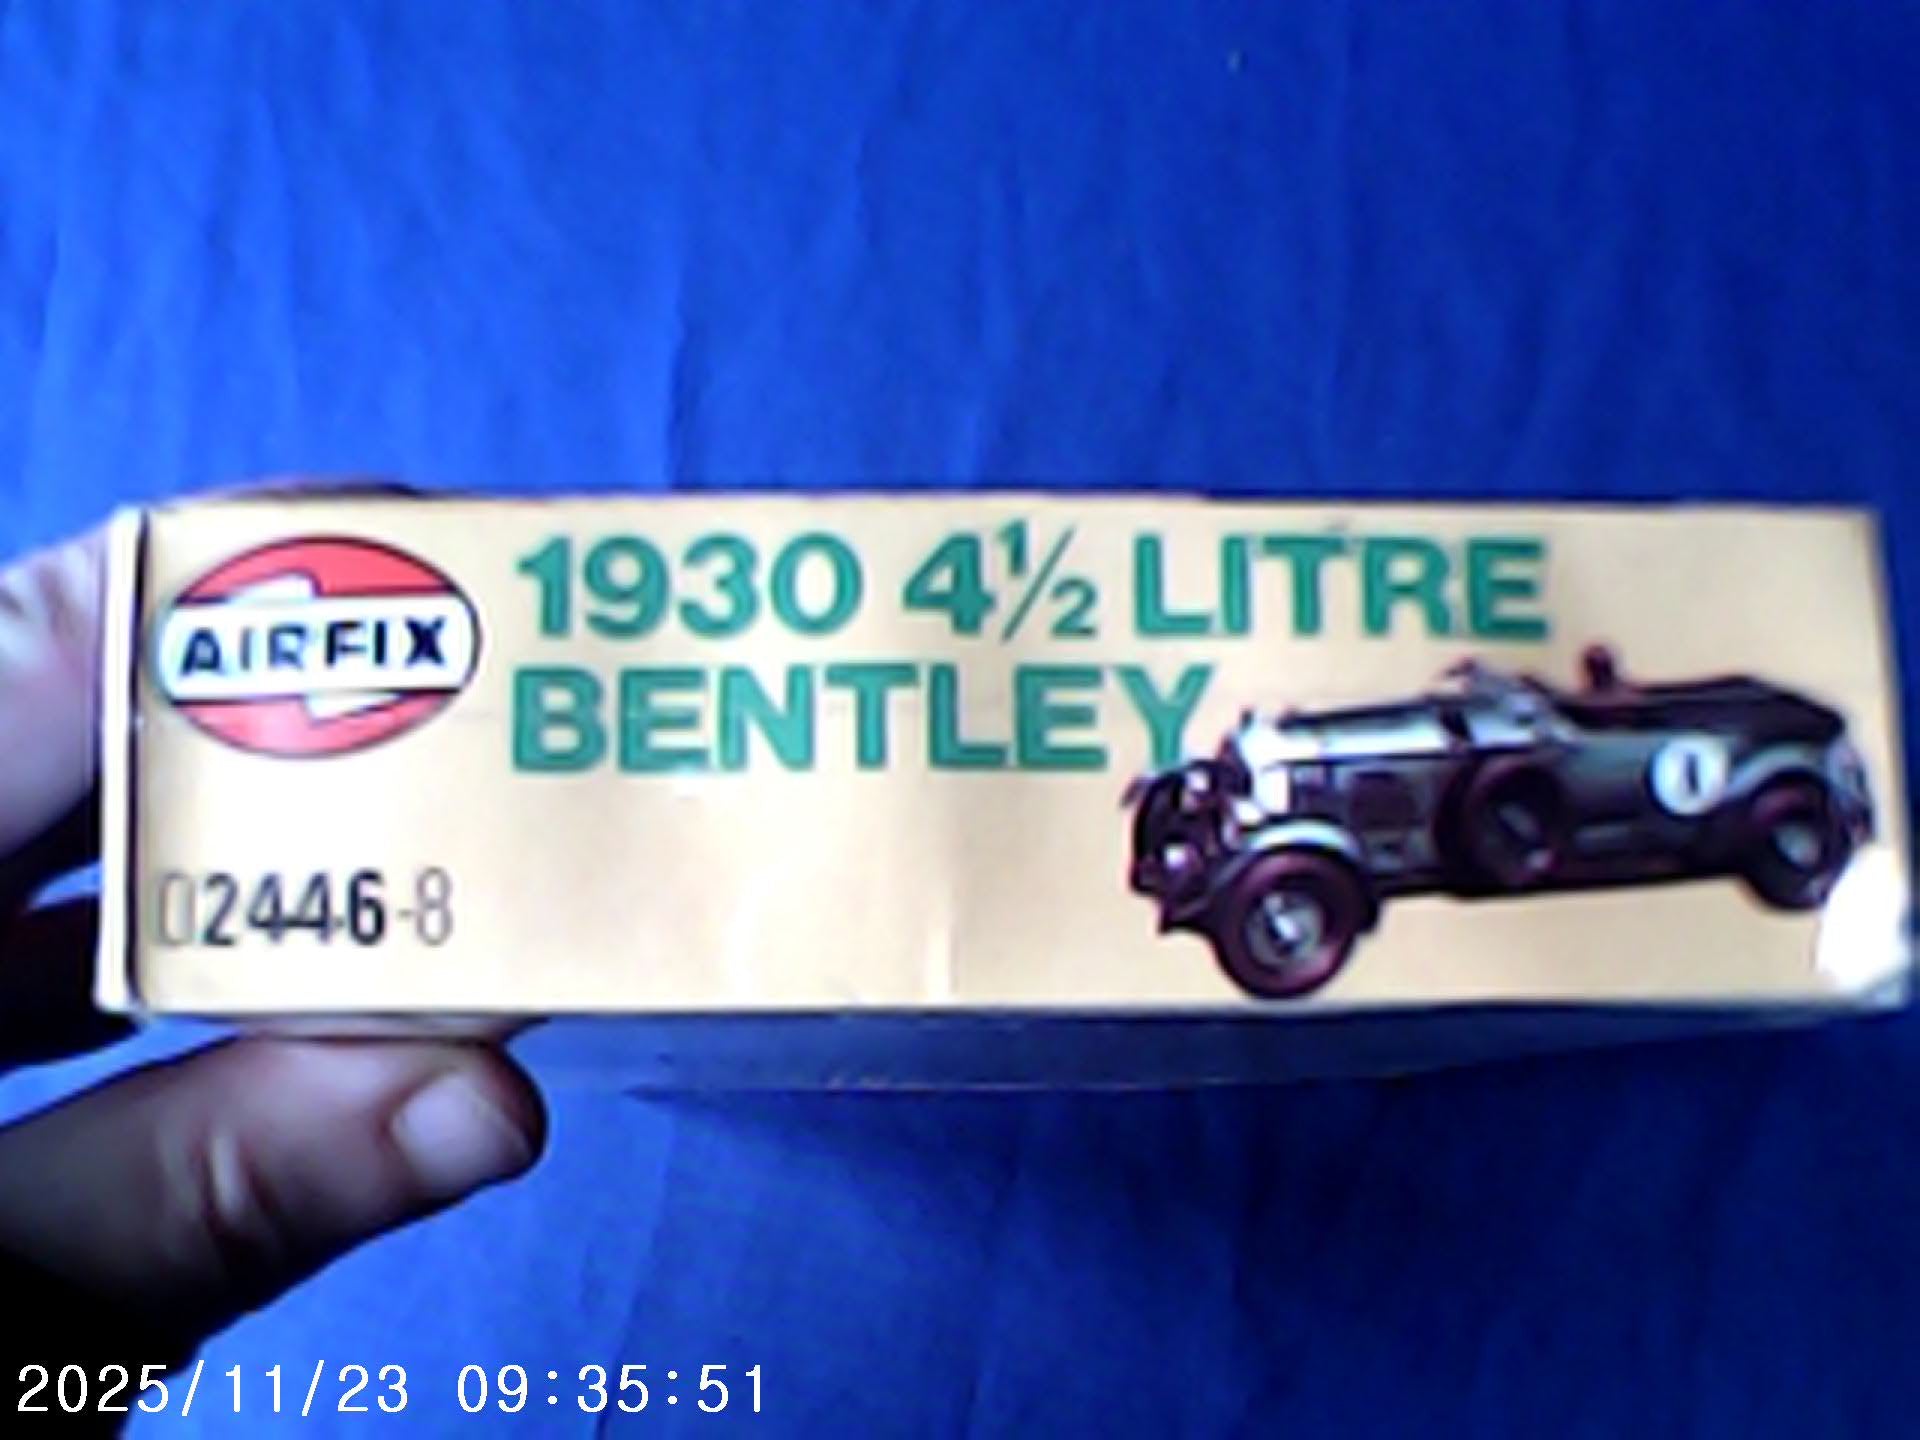 AIRFIX
1930 4½ LITRE
BENTLEY
1
02446-8
2025/11/23 09:35:51